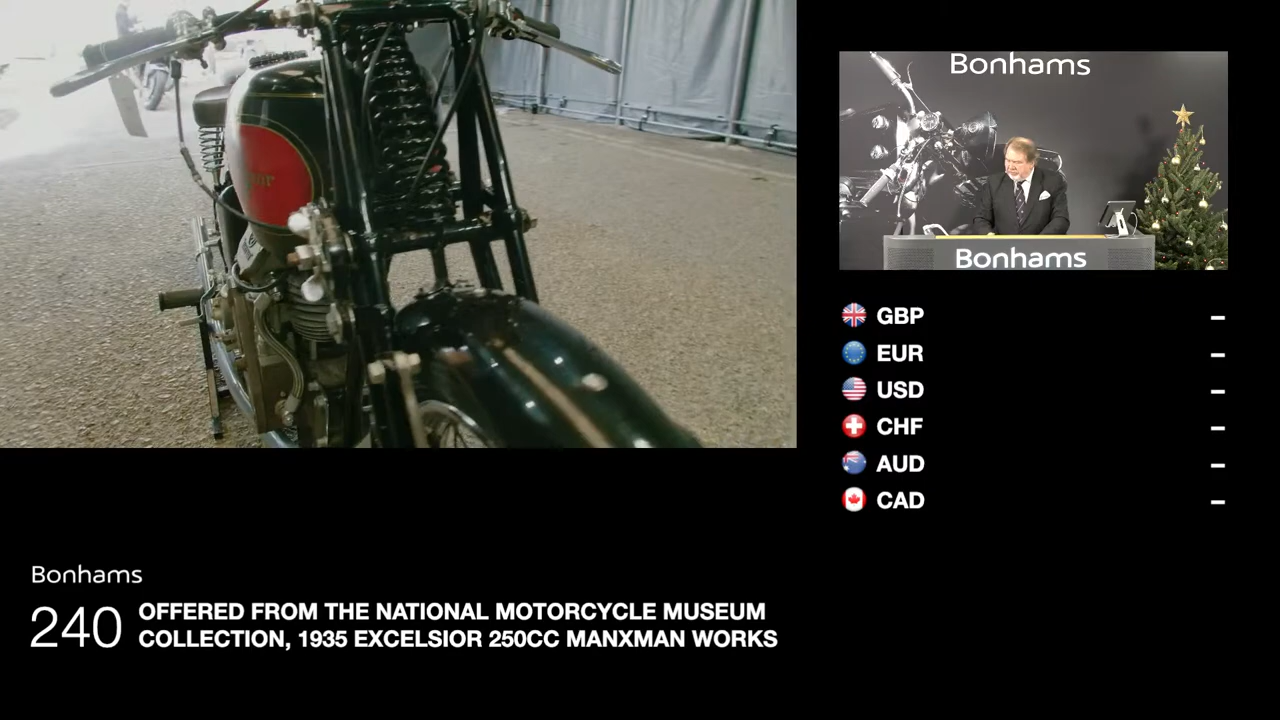 Bonhams
Bonhams
GBP –
EUR –
USD –
CHF –
AUD –
CAD –
Bonhams
240
OFFERED FROM THE NATIONAL MOTORCYCLE MUSEUM
COLLECTION, 1935 EXCELSIOR 250CC MANXMAN WORKS